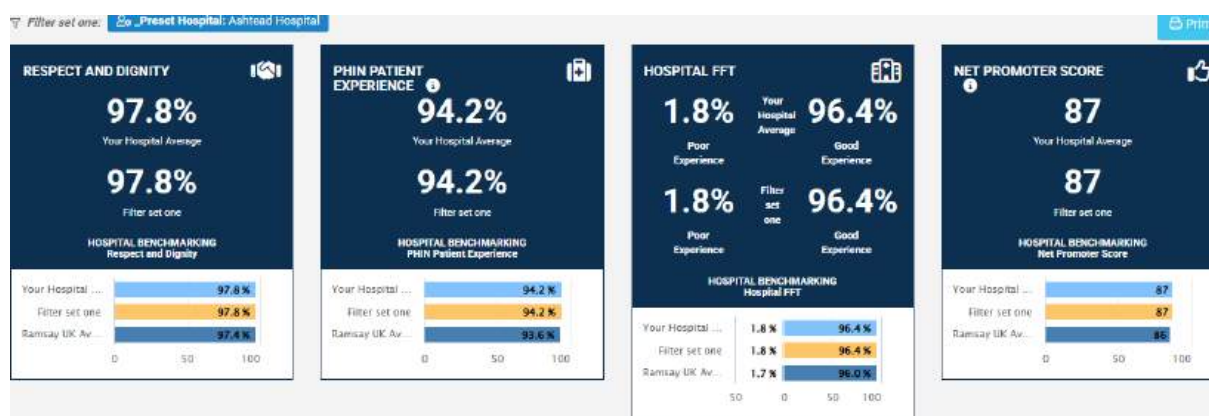 Filter set one: _Preset Hospital: Ashtead Hospital
Print
RESPECT AND DIGNITY
97.8%
Your Hospital Average
97.8%
Filter set one
HOSPITAL BENCHMARKING
Respect and Dignity
Your Hospital ... 97.8 %
Filter set one 97.8 %
Ramsay UK Av... 97.4 %
0 50 100
PHIN PATIENT
EXPERIENCE
94.2%
Your Hospital Average
94.2%
Filter set one
HOSPITAL BENCHMARKING
PHIN Patient Experience
Your Hospital ... 94.2 %
Filter set one 94.2 %
Ramsay UK Av... 93.6 %
0 50 100
HOSPITAL FFT
1.8% Your Hospital Average 96.4%
Poor Experience Good Experience
1.8% Filter set one 96.4%
Poor Experience Good Experience
HOSPITAL BENCHMARKING
Hospital FFT
Your Hospital ... 1.8 % 96.4 %
Filter set one 1.8 % 96.4 %
Ramsay UK Av... 1.7 % 96.0 %
50 0 50 100
NET PROMOTER SCORE
87
Your Hospital Average
87
Filter set one
HOSPITAL BENCHMARKING
Net Promoter Score
Your Hospital ... 87
Filter set one 87
Ramsay UK Av... 86
0 50 100